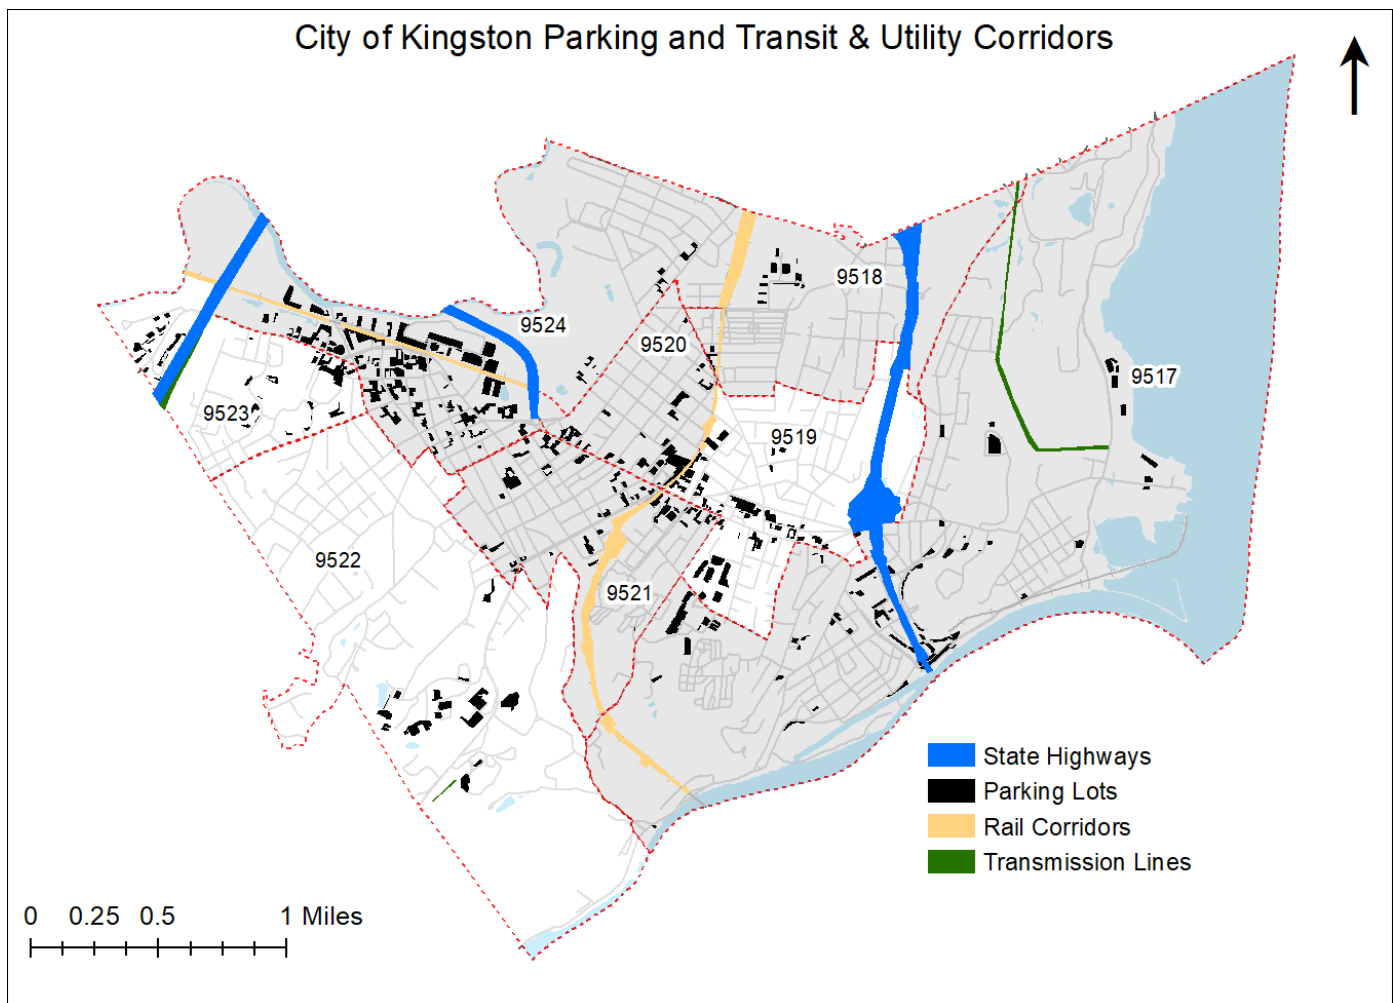 City of Kingston Parking and Transit & Utility Corridors
9518
9524
9520
9517
9523
9519
9522
9521
State Highways
Parking Lots
Rail Corridors
Transmission Lines
0 0.25 0.5 1 Miles